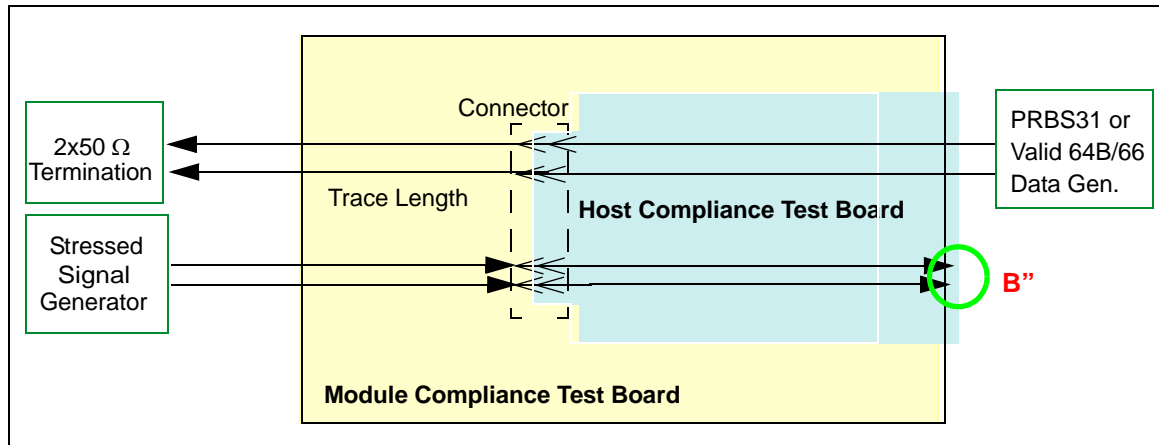 Connector
2x50 Ω
Termination
PRBS31 or
Valid 64B/66
Data Gen.
Trace Length
Host Compliance Test Board
Stressed
Signal
Generator
B”
Module Compliance Test Board